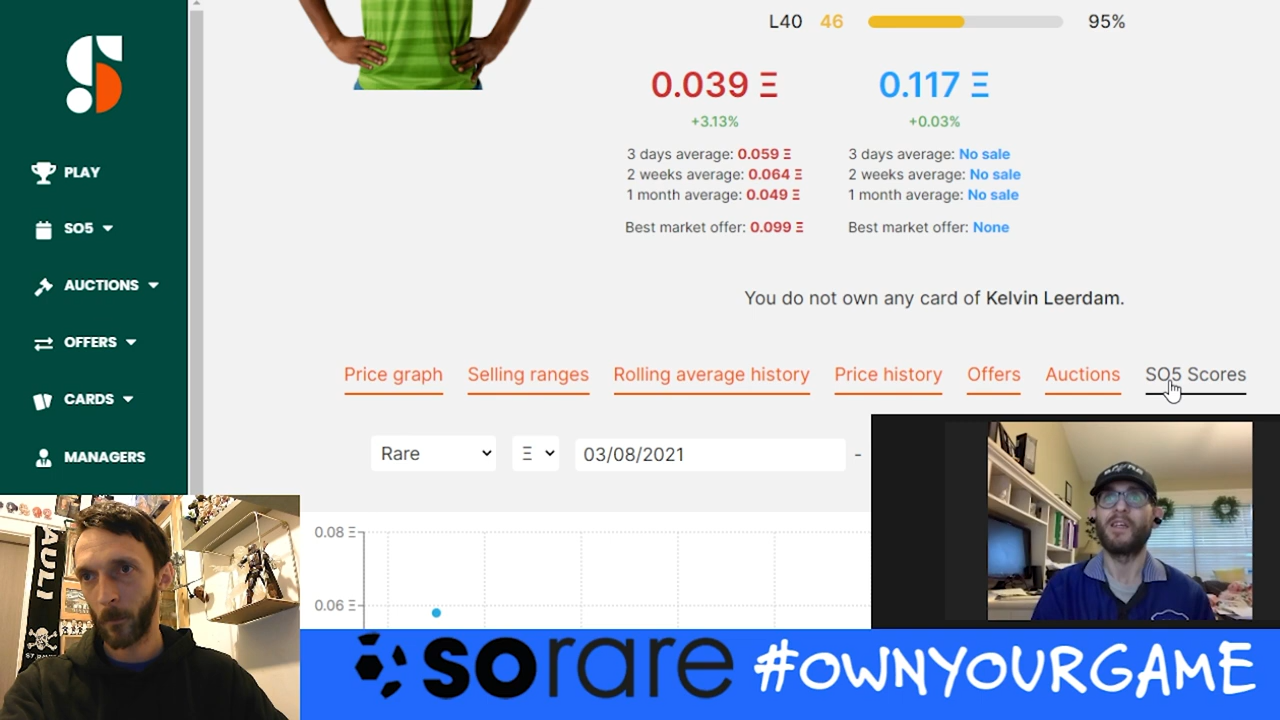 L40 46 95%
0.039 Ξ 0.117 Ξ
+3.13% +0.03%
3 days average: 0.059 Ξ 3 days average: No sale
2 weeks average: 0.064 Ξ 2 weeks average: No sale
1 month average: 0.049 Ξ 1 month average: No sale
Best market offer: 0.099 Ξ Best market offer: None
You do not own any card of Kelvin Leerdam.
Price graph Selling ranges Rolling average history Price history Offers Auctions SO5 Scores
Rare Ξ 03/08/2021 -
0.08 Ξ
0.06 Ξ
PLAY
SO5
AUCTIONS
OFFERS
CARDS
MANAGERS
AULI
sorare #OWNYOURGAME